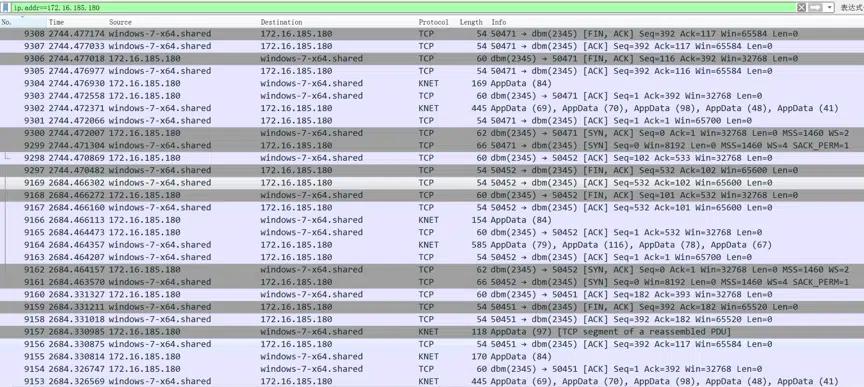 ip.addr==172.16.185.180 表达式
No. Time Source Destination Protocol Length Info
9308 2744.477174 windows-7-x64.shared 172.16.185.180 TCP 54 50471 → dbm(2345) [FIN, ACK] Seq=392 Ack=117 Win=65584 Len=0
9307 2744.477033 windows-7-x64.shared 172.16.185.180 TCP 54 50471 → dbm(2345) [ACK] Seq=392 Ack=117 Win=65584 Len=0
9306 2744.477018 172.16.185.180 windows-7-x64.shared TCP 60 dbm(2345) → 50471 [FIN, ACK] Seq=116 Ack=392 Win=32768 Len=0
9305 2744.476977 windows-7-x64.shared 172.16.185.180 TCP 54 50471 → dbm(2345) [ACK] Seq=392 Ack=116 Win=65584 Len=0
9304 2744.476930 172.16.185.180 windows-7-x64.shared KNET 169 AppData (84)
9303 2744.472558 172.16.185.180 windows-7-x64.shared TCP 60 dbm(2345) → 50471 [ACK] Seq=1 Ack=392 Win=32768 Len=0
9302 2744.472371 windows-7-x64.shared 172.16.185.180 KNET 445 AppData (69), AppData (70), AppData (98), AppData (48), AppData (41)
9301 2744.472066 windows-7-x64.shared 172.16.185.180 TCP 54 50471 → dbm(2345) [ACK] Seq=1 Ack=1 Win=65700 Len=0
9300 2744.472007 172.16.185.180 windows-7-x64.shared TCP 62 dbm(2345) → 50471 [SYN, ACK] Seq=0 Ack=1 Win=32768 Len=0 MSS=1460 WS=2
9299 2744.471304 windows-7-x64.shared 172.16.185.180 TCP 66 50471 → dbm(2345) [SYN] Seq=0 Win=8192 Len=0 MSS=1460 WS=4 SACK_PERM=1
9298 2744.470869 172.16.185.180 windows-7-x64.shared TCP 60 dbm(2345) → 50452 [ACK] Seq=102 Ack=533 Win=32768 Len=0
9297 2744.470482 windows-7-x64.shared 172.16.185.180 TCP 54 50452 → dbm(2345) [FIN, ACK] Seq=532 Ack=102 Win=65600 Len=0
9169 2684.466302 windows-7-x64.shared 172.16.185.180 TCP 54 50452 → dbm(2345) [ACK] Seq=532 Ack=102 Win=65600 Len=0
9168 2684.466272 172.16.185.180 windows-7-x64.shared TCP 60 dbm(2345) → 50452 [FIN, ACK] Seq=101 Ack=532 Win=32768 Len=0
9167 2684.466160 windows-7-x64.shared 172.16.185.180 TCP 54 50452 → dbm(2345) [ACK] Seq=532 Ack=101 Win=65600 Len=0
9166 2684.466113 172.16.185.180 windows-7-x64.shared KNET 154 AppData (84)
9165 2684.464473 172.16.185.180 windows-7-x64.shared TCP 60 dbm(2345) → 50452 [ACK] Seq=1 Ack=532 Win=32768 Len=0
9164 2684.464357 windows-7-x64.shared 172.16.185.180 KNET 585 AppData (79), AppData (116), AppData (78), AppData (67)
9163 2684.464207 windows-7-x64.shared 172.16.185.180 TCP 54 50452 → dbm(2345) [ACK] Seq=1 Ack=1 Win=65700 Len=0
9162 2684.464157 172.16.185.180 windows-7-x64.shared TCP 62 dbm(2345) → 50452 [SYN, ACK] Seq=0 Ack=1 Win=32768 Len=0 MSS=1460 WS=2
9161 2684.463570 windows-7-x64.shared 172.16.185.180 TCP 66 50452 → dbm(2345) [SYN] Seq=0 Win=8192 Len=0 MSS=1460 WS=4 SACK_PERM=1
9160 2684.331327 172.16.185.180 windows-7-x64.shared TCP 60 dbm(2345) → 50451 [ACK] Seq=182 Ack=393 Win=32768 Len=0
9159 2684.331211 windows-7-x64.shared 172.16.185.180 TCP 54 50451 → dbm(2345) [FIN, ACK] Seq=392 Ack=182 Win=65520 Len=0
9158 2684.331018 windows-7-x64.shared 172.16.185.180 TCP 54 50451 → dbm(2345) [ACK] Seq=392 Ack=182 Win=65520 Len=0
9157 2684.330985 172.16.185.180 windows-7-x64.shared KNET 118 AppData (97) [TCP segment of a reassembled PDU]
9156 2684.330875 windows-7-x64.shared 172.16.185.180 TCP 54 50451 → dbm(2345) [ACK] Seq=392 Ack=117 Win=65584 Len=0
9155 2684.330814 172.16.185.180 windows-7-x64.shared KNET 170 AppData (84)
9154 2684.326747 172.16.185.180 windows-7-x64.shared TCP 60 dbm(2345) → 50451 [ACK] Seq=1 Ack=392 Win=32768 Len=0
9153 2684.326569 windows-7-x64.shared 172.16.185.180 KNET 445 AppData (69), AppData (70), AppData (98), AppData (48), AppData (41)